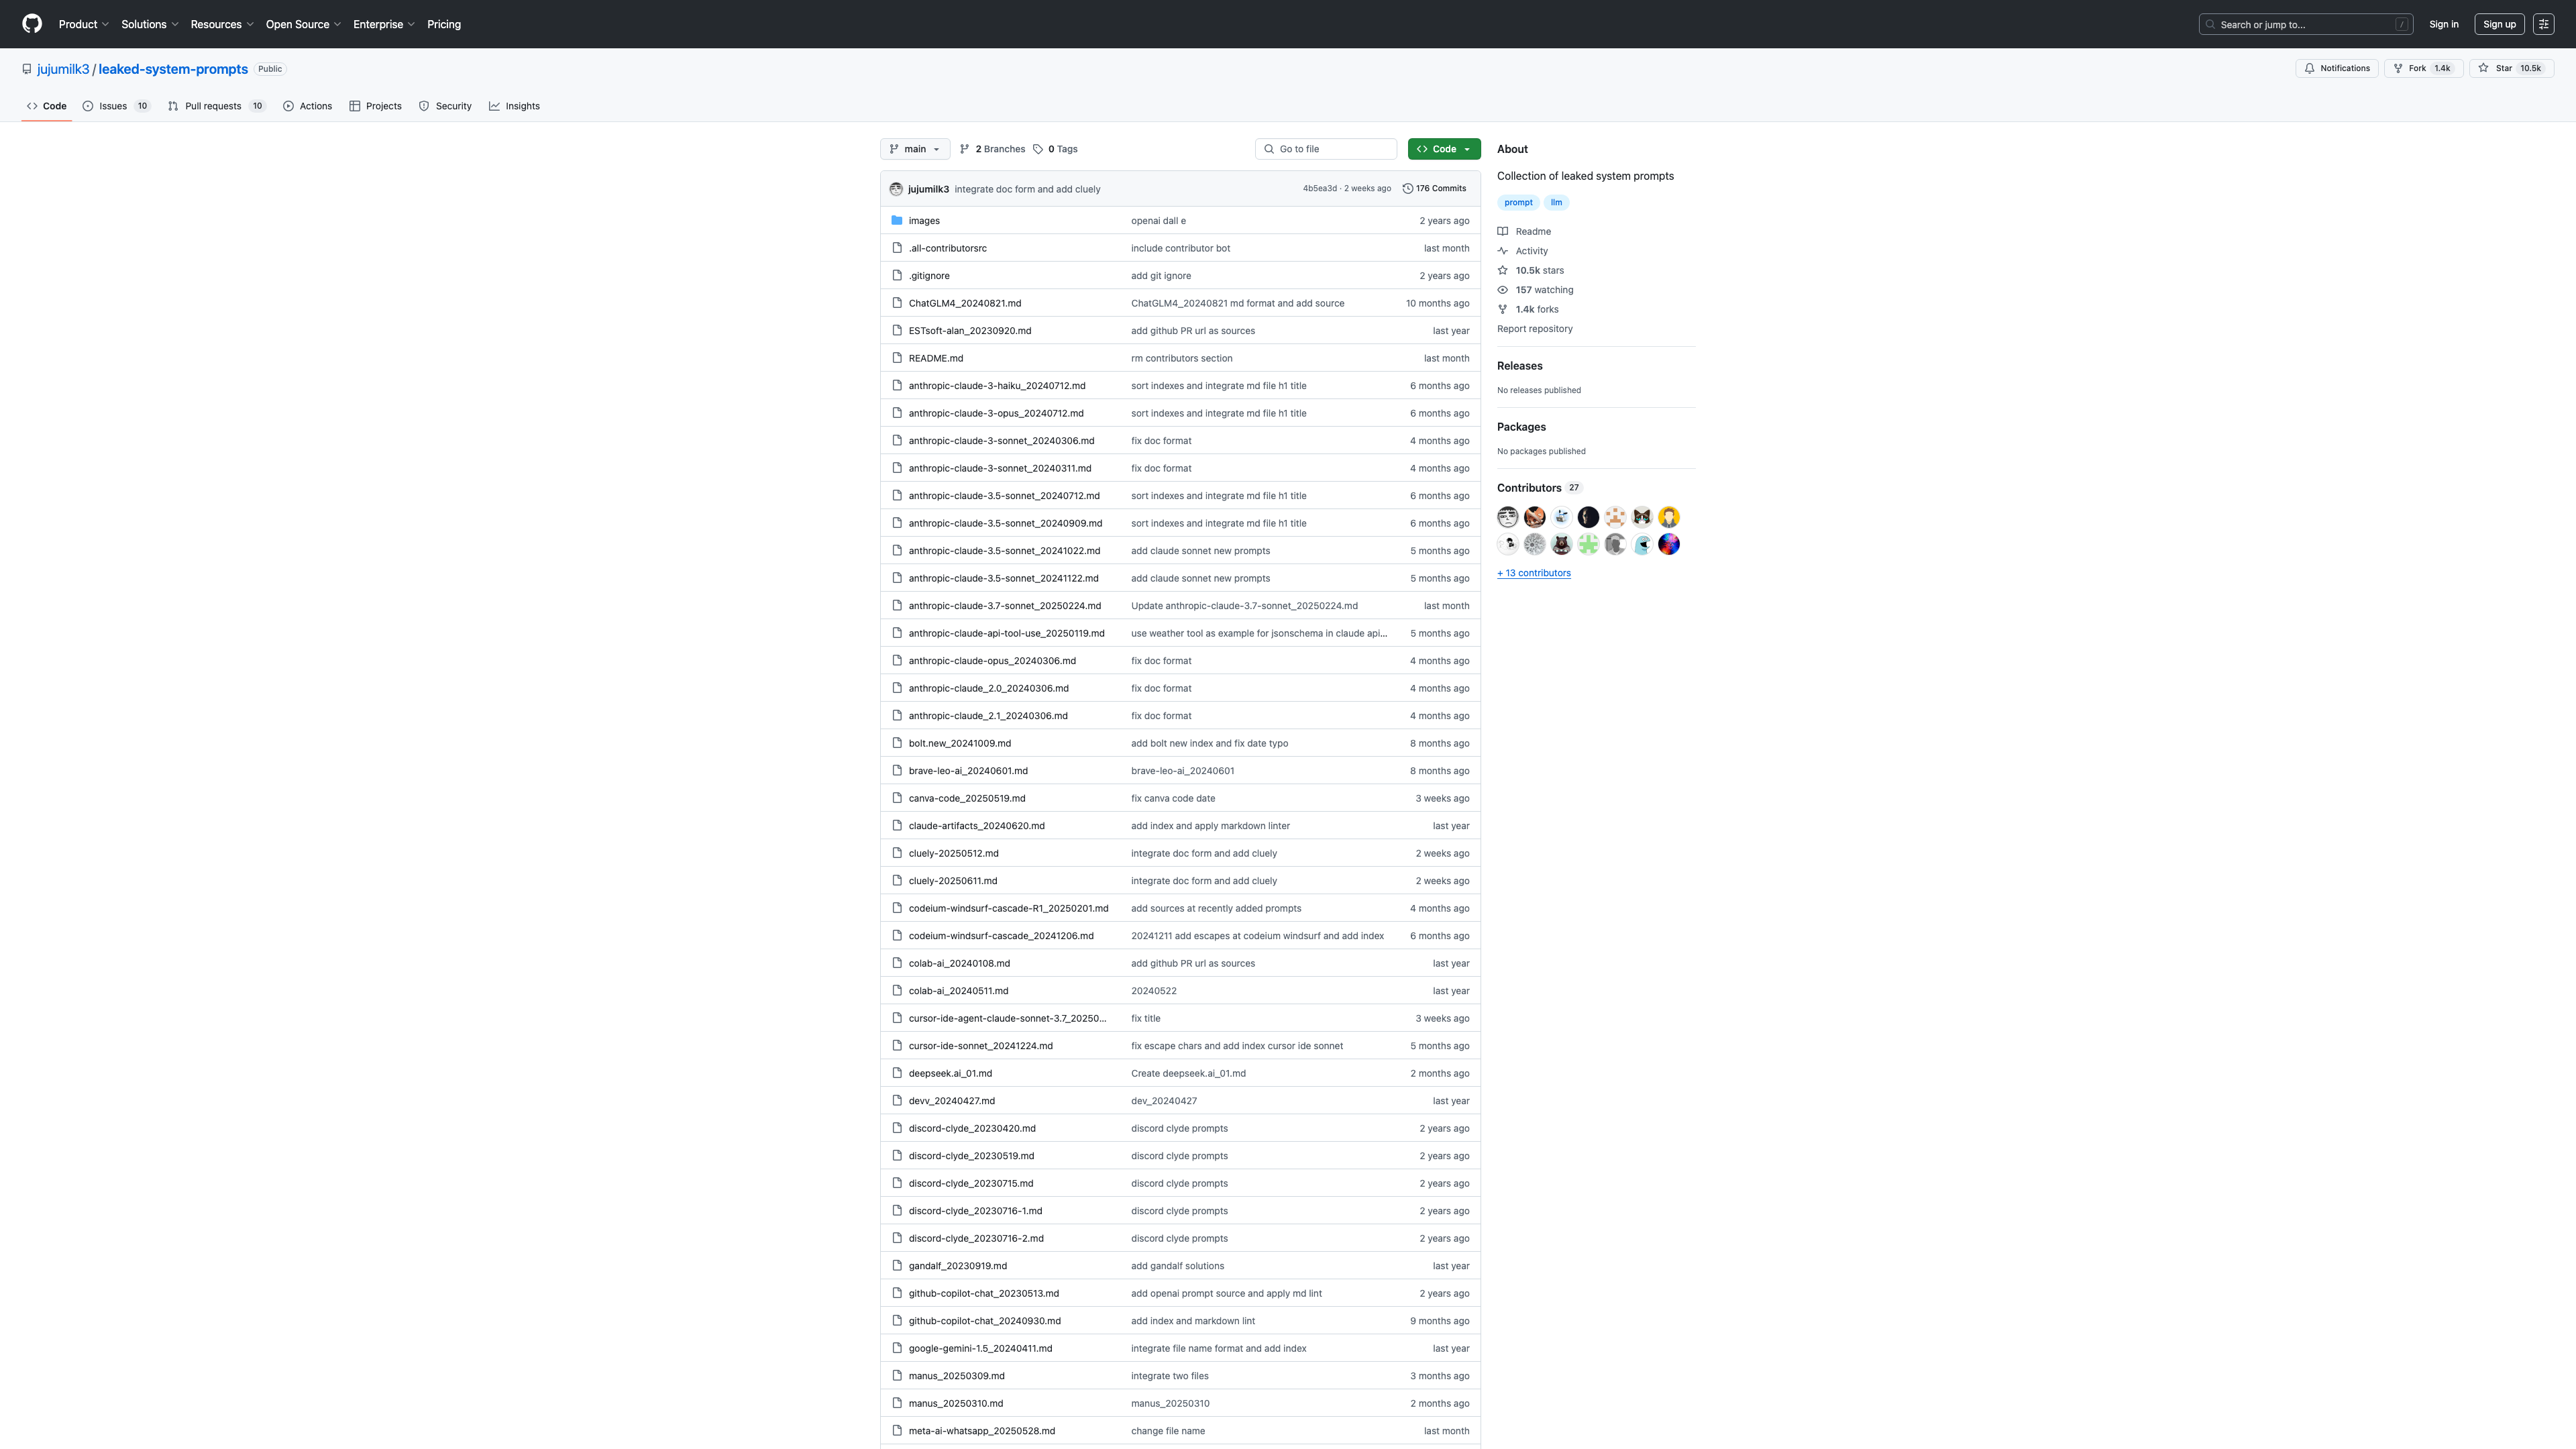 Product Solutions Resources Open Source Enterprise Pricing Search or jump to... / Sign in Sign up
jujumilk3 / leaked-system-prompts Public Notifications Fork 1.4k Star 10.5k
Code Issues 10 Pull requests 10 Actions Projects Security Insights
main 2 Branches 0 Tags Go to file Code
jujumilk3 integrate doc form and add cluely 4b5ea3d · 2 weeks ago 176 Commits
images openai dall e 2 years ago
.all-contributorsrc include contributor bot last month
.gitignore add git ignore 2 years ago
ChatGLM4_20240821.md ChatGLM4_20240821 md format and add source 10 months ago
ESTsoft-alan_20230920.md add github PR url as sources last year
README.md rm contributors section last month
anthropic-claude-3-haiku_20240712.md sort indexes and integrate md file h1 title 6 months ago
anthropic-claude-3-opus_20240712.md sort indexes and integrate md file h1 title 6 months ago
anthropic-claude-3-sonnet_20240306.md fix doc format 4 months ago
anthropic-claude-3-sonnet_20240311.md fix doc format 4 months ago
anthropic-claude-3.5-sonnet_20240712.md sort indexes and integrate md file h1 title 6 months ago
anthropic-claude-3.5-sonnet_20240909.md sort indexes and integrate md file h1 title 6 months ago
anthropic-claude-3.5-sonnet_20241022.md add claude sonnet new prompts 5 months ago
anthropic-claude-3.5-sonnet_20241122.md add claude sonnet new prompts 5 months ago
anthropic-claude-3.7-sonnet_20250224.md Update anthropic-claude-3.7-sonnet_20250224.md last month
anthropic-claude-api-tool-use_20250119.md use weather tool as example for jsonschema in claude api... 5 months ago
anthropic-claude-opus_20240306.md fix doc format 4 months ago
anthropic-claude_2.0_20240306.md fix doc format 4 months ago
anthropic-claude_2.1_20240306.md fix doc format 4 months ago
bolt.new_20241009.md add bolt new index and fix date typo 8 months ago
brave-leo-ai_20240601.md brave-leo-ai_20240601 8 months ago
canva-code_20250519.md fix canva code date 3 weeks ago
claude-artifacts_20240620.md add index and apply markdown linter last year
cluely-20250512.md integrate doc form and add cluely 2 weeks ago
cluely-20250611.md integrate doc form and add cluely 2 weeks ago
codeium-windsurf-cascade-R1_20250201.md add sources at recently added prompts 4 months ago
codeium-windsurf-cascade_20241206.md 20241211 add escapes at codeium windsurf and add index 6 months ago
colab-ai_20240108.md add github PR url as sources last year
colab-ai_20240511.md 20240522 last year
cursor-ide-agent-claude-sonnet-3.7_20250... fix title 3 weeks ago
cursor-ide-sonnet_20241224.md fix escape chars and add index cursor ide sonnet 5 months ago
deepseek.ai_01.md Create deepseek.ai_01.md 2 months ago
devv_20240427.md dev_20240427 last year
discord-clyde_20230420.md discord clyde prompts 2 years ago
discord-clyde_20230519.md discord clyde prompts 2 years ago
discord-clyde_20230715.md discord clyde prompts 2 years ago
discord-clyde_20230716-1.md discord clyde prompts 2 years ago
discord-clyde_20230716-2.md discord clyde prompts 2 years ago
gandalf_20230919.md add gandalf solutions last year
github-copilot-chat_20230513.md add openai prompt source and apply md lint 2 years ago
github-copilot-chat_20240930.md add index and markdown lint 9 months ago
google-gemini-1.5_20240411.md integrate file name format and add index last year
manus_20250309.md integrate two files 3 months ago
manus_20250310.md manus_20250310 2 months ago
meta-ai-whatsapp_20250528.md change file name last month
About
Collection of leaked system prompts
prompt llm
Readme
Activity
10.5k stars
157 watching
1.4k forks
Report repository
Releases
No releases published
Packages
No packages published
Contributors 27
+ 13 contributors